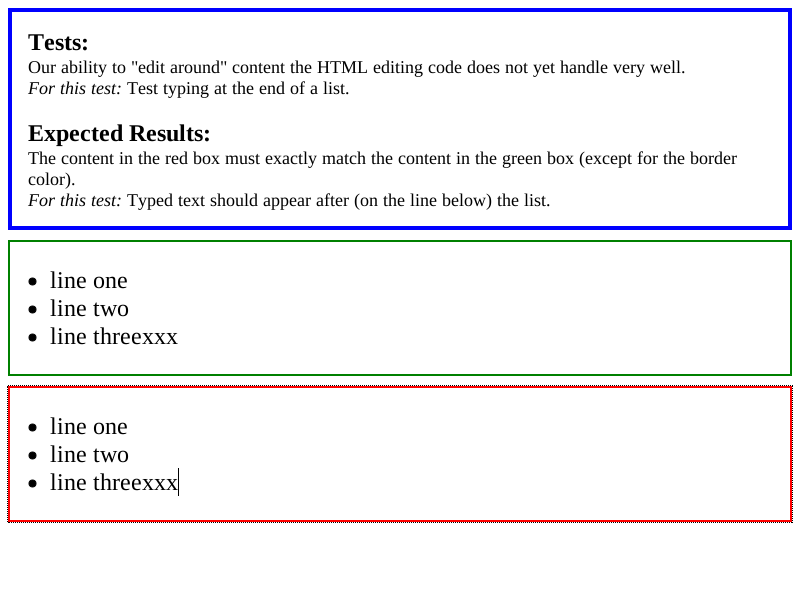 Tests:
Our ability to "edit around" content the HTML editing code does not yet handle very well.
For this test: Test typing at the end of a list.
Expected Results:
The content in the red box must exactly match the content in the green box (except for the border
color).
For this test: Typed text should appear after (on the line below) the list.
• line one
• line two
• line threexxx
• line one
• line two
• line threexxx